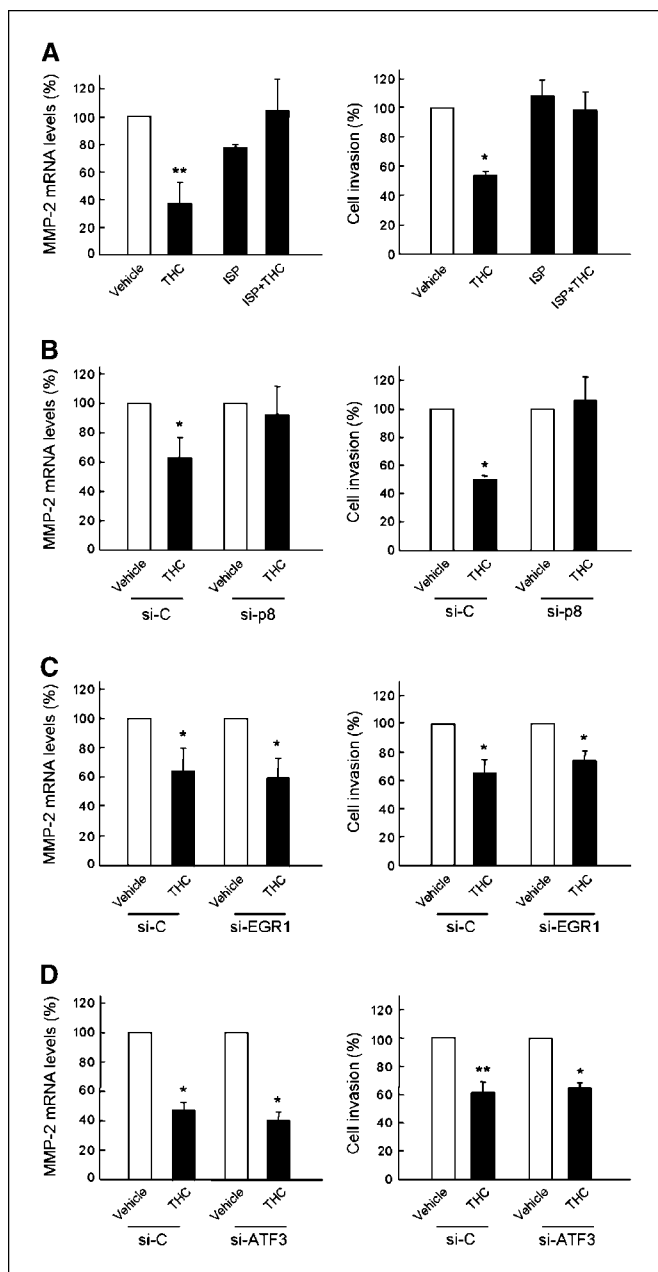 A
MMP-2 mRNA levels (%)
120
100
80
60
40
20
0
**
Vehicle THC ISP ISP+THC
Cell invasion (%)
120
100
80
60
40
20
0
*
Vehicle THC ISP ISP+THC
B
MMP-2 mRNA levels (%)
120
100
80
60
40
20
0
*
Vehicle THC Vehicle THC
si-C si-p8
Cell invasion (%)
120
100
80
60
40
20
0
*
Vehicle THC Vehicle THC
si-C si-p8
C
MMP-2 mRNA levels (%)
120
100
80
60
40
20
0
* *
Vehicle THC Vehicle THC
si-C si-EGR1
Cell invasion (%)
120
100
80
60
40
20
0
* *
Vehicle THC Vehicle THC
si-C si-EGR1
D
MMP-2 mRNA levels (%)
120
100
80
60
40
20
0
* *
Vehicle THC Vehicle THC
si-C si-ATF3
Cell invasion (%)
120
100
80
60
40
20
0
** *
Vehicle THC Vehicle THC
si-C si-ATF3